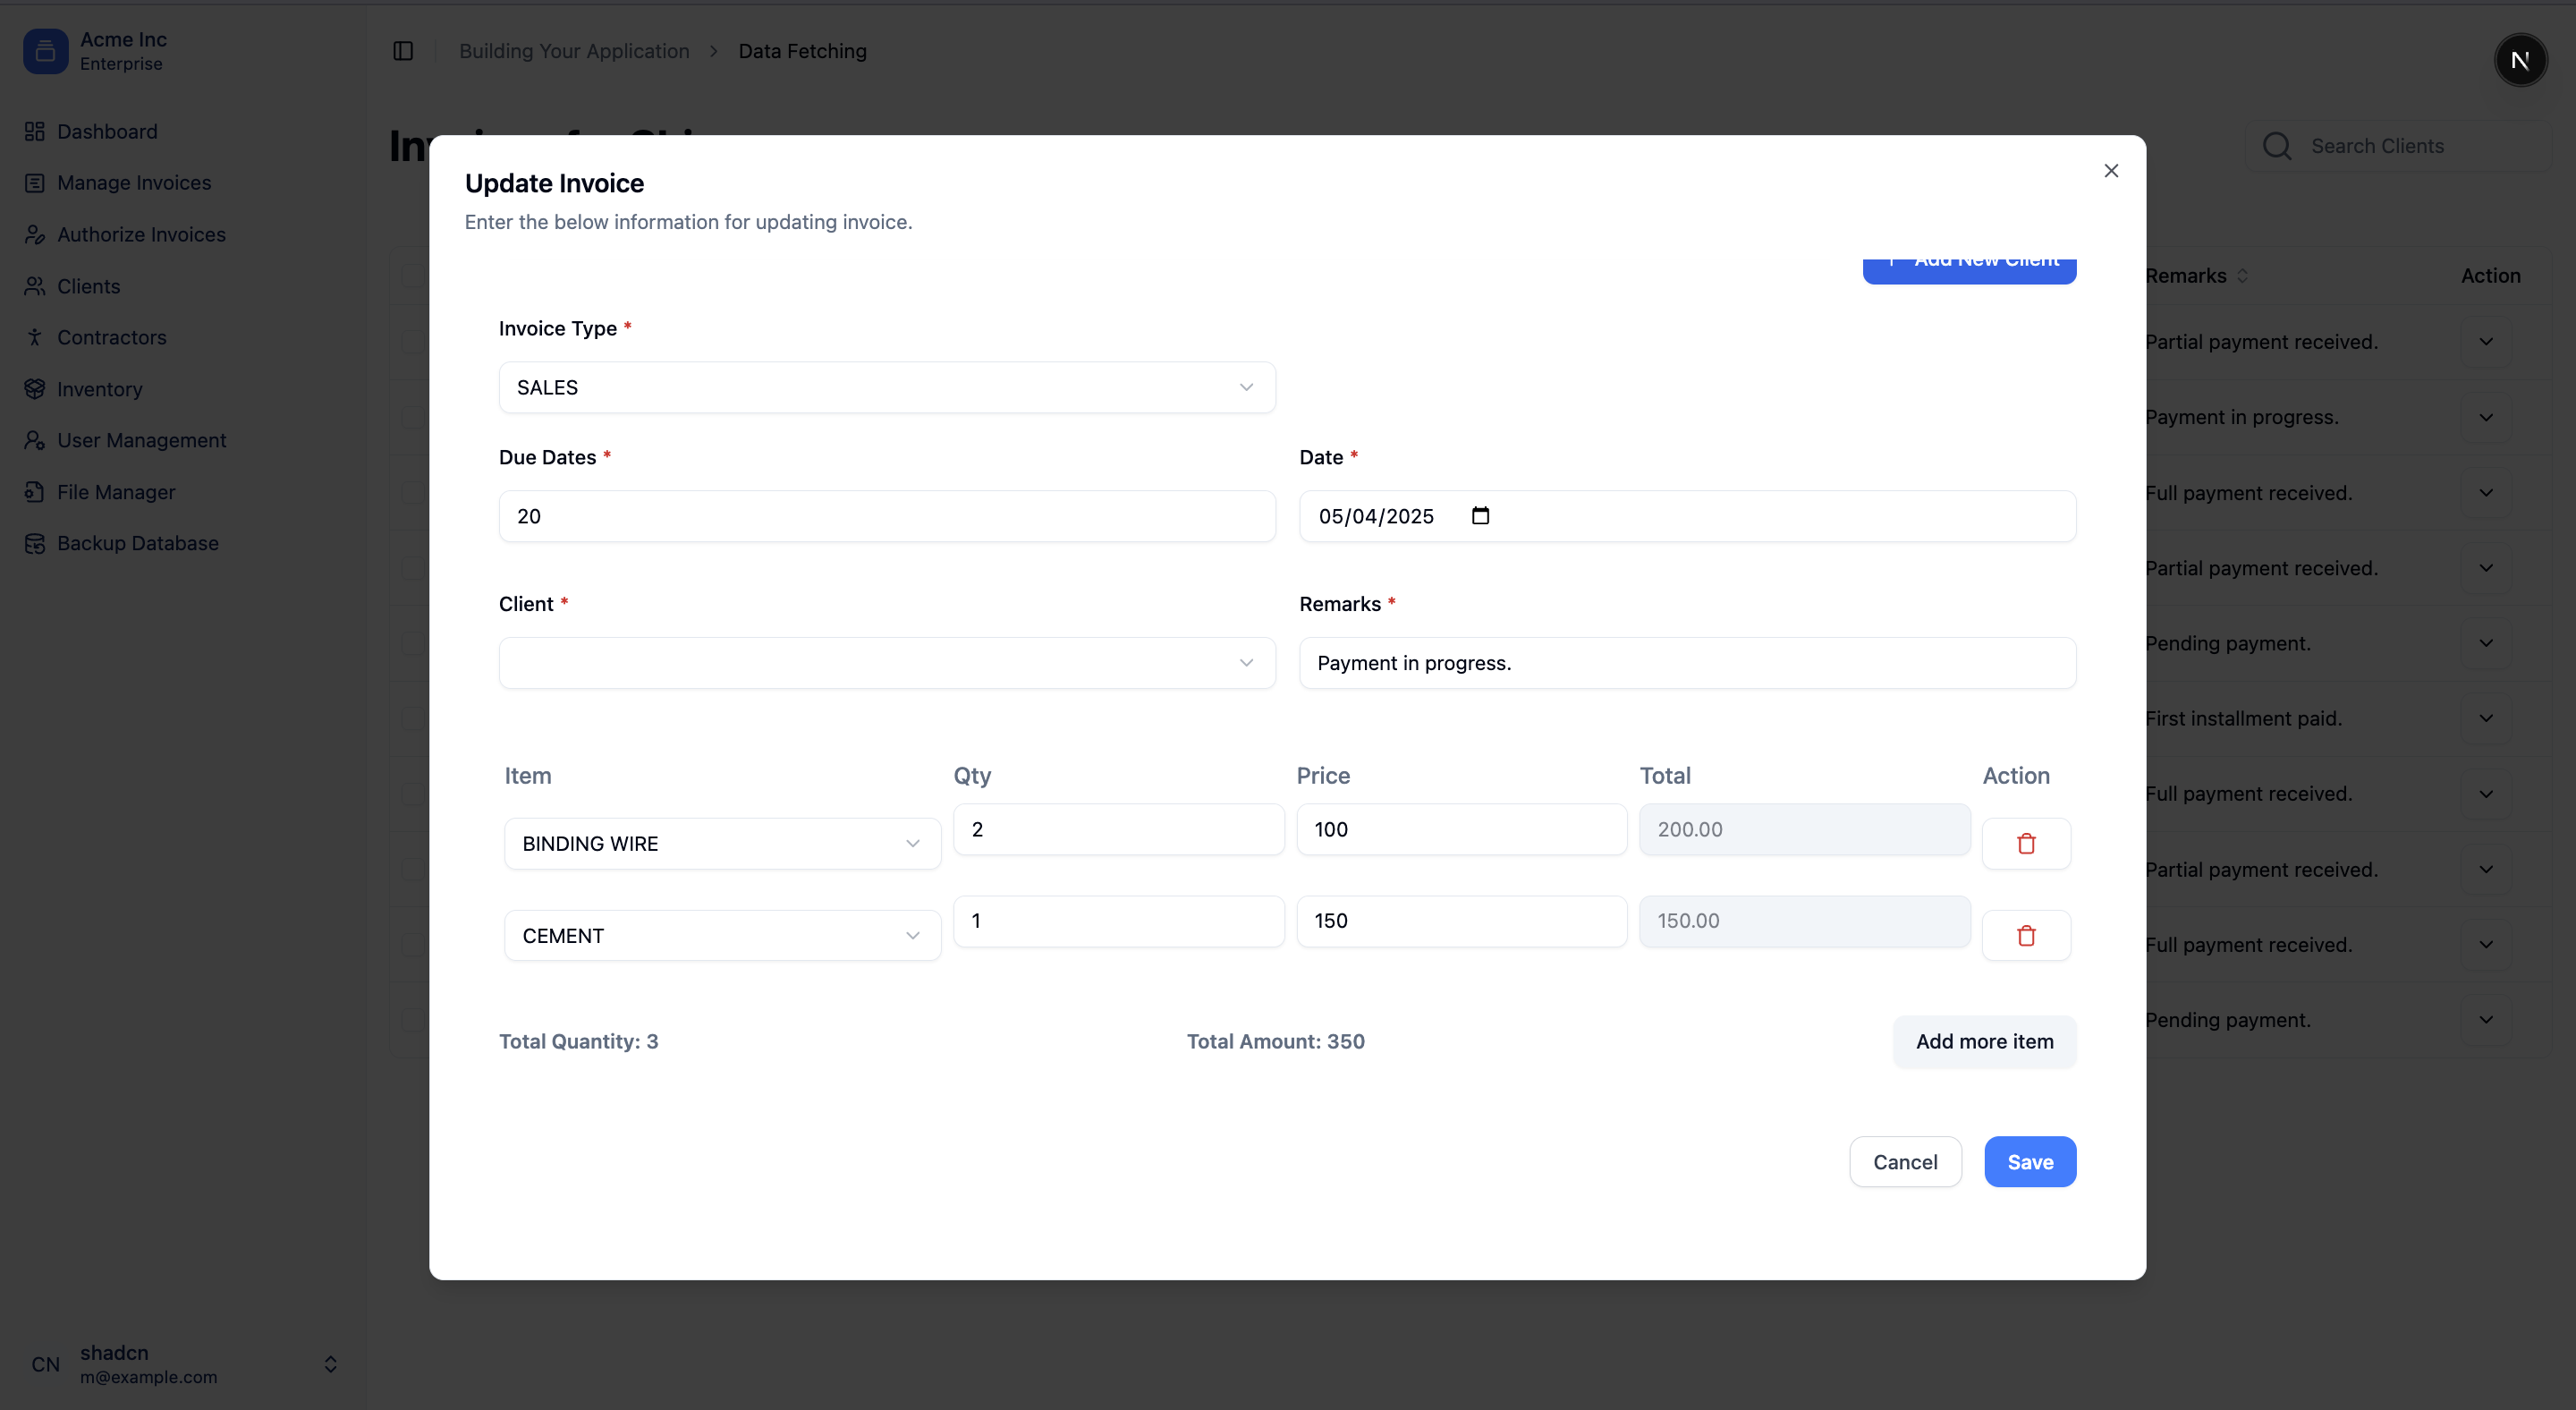 Acme Inc
Enterprise
Building Your Application > Data Fetching
N
Dashboard
Manage Invoices
Authorize Invoices
Clients
Contractors
Inventory
User Management
File Manager
Backup Database
Search Clients
Remarks Action
Partial payment received.
Payment in progress.
Full payment received.
Partial payment received.
Pending payment.
First installment paid.
Full payment received.
Partial payment received.
Full payment received.
Pending payment.
Update Invoice
Enter the below information for updating invoice.
+ Add New Client
Invoice Type *
SALES
Due Dates * Date *
20 05/04/2025
Client * Remarks *
Payment in progress.
Item Qty Price Total Action
BINDING WIRE 2 100 200.00
CEMENT 1 150 150.00
Total Quantity: 3 Total Amount: 350 Add more item
Cancel Save
CN
shadcn
m@example.com